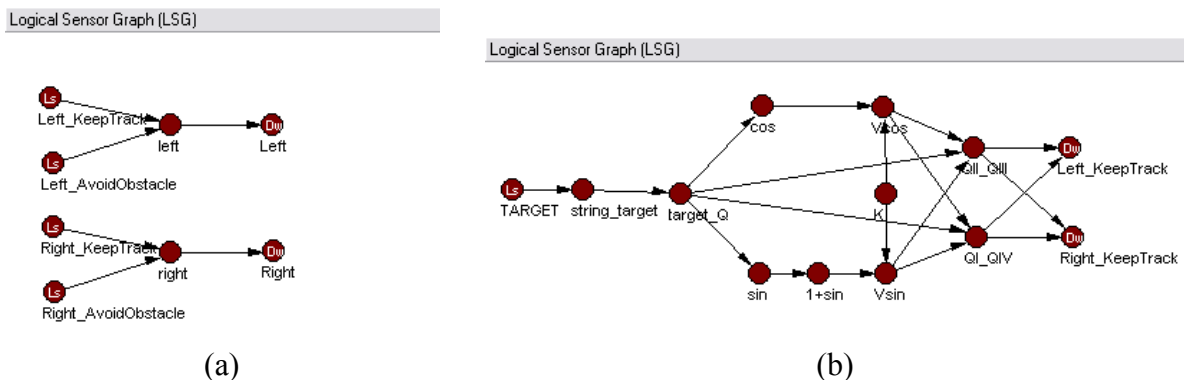 Logical Sensor Graph (LSG)
Ls
Left_KeepTrack
left
Dw
Left
Ls
Left_AvoidObstacle
Ls
Right_KeepTrack
right
Dw
Right
Ls
Right_AvoidObstacle
(a)
Logical Sensor Graph (LSG)
cos
Vcos
QII_QIII
Dw
Left_KeepTrack
Ls
TARGET
string_target
target_Q
K
QI_QIV
Dw
Right_KeepTrack
sin
1+sin
Vsin
(b)